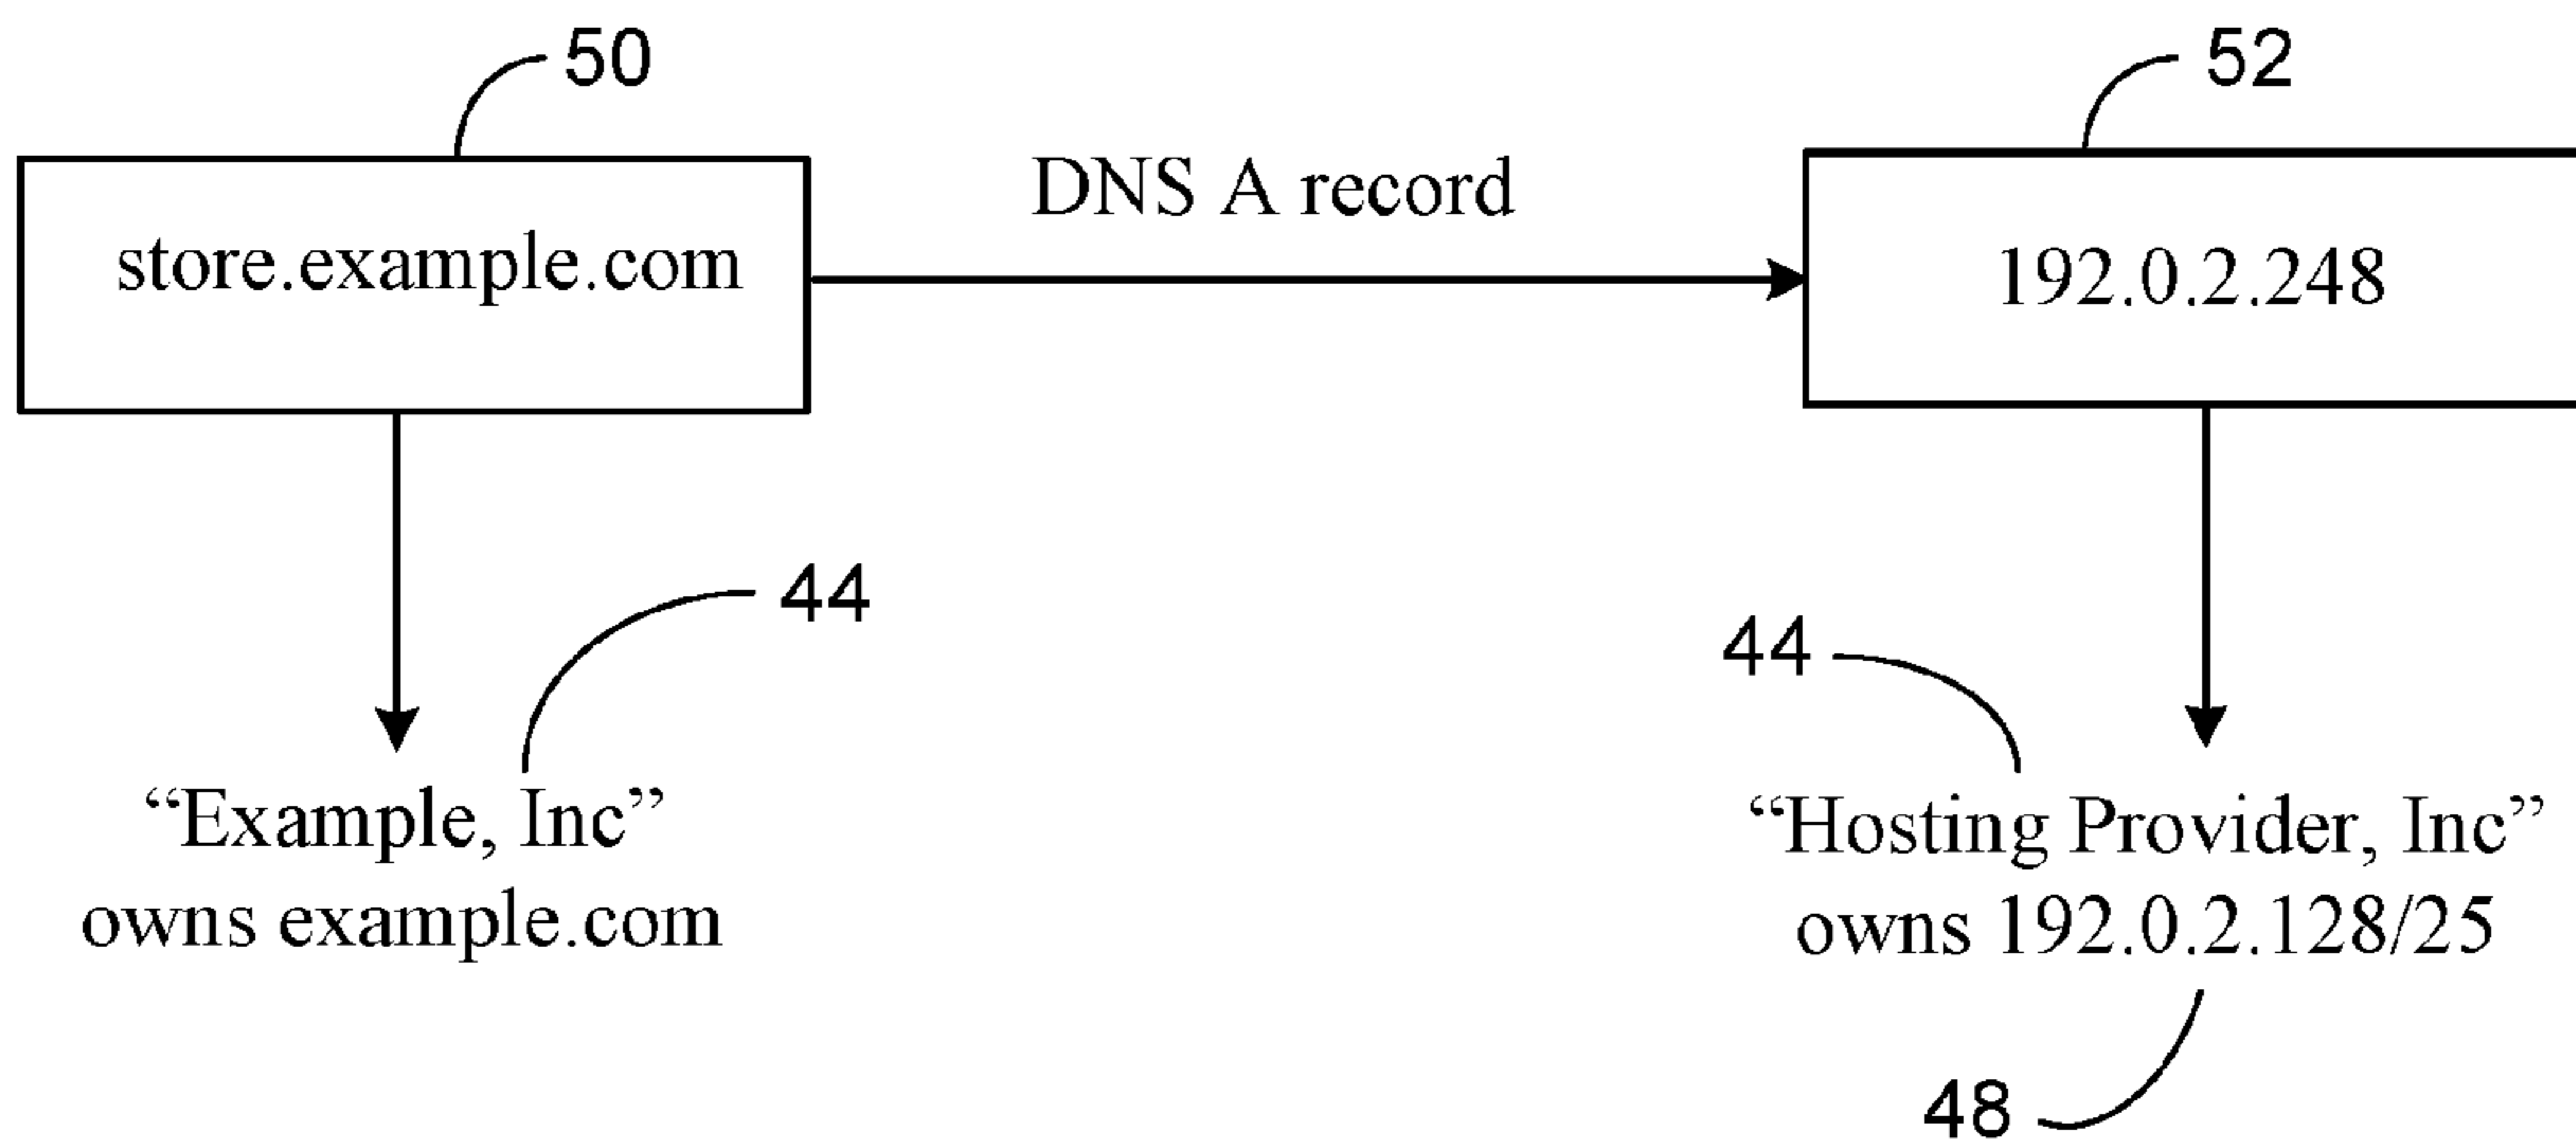 50
52
store.example.com
DNS A record
192.0.2.248
44
44
“Example, Inc”
owns example.com
“Hosting Provider, Inc”
owns 192.0.2.128/25
48